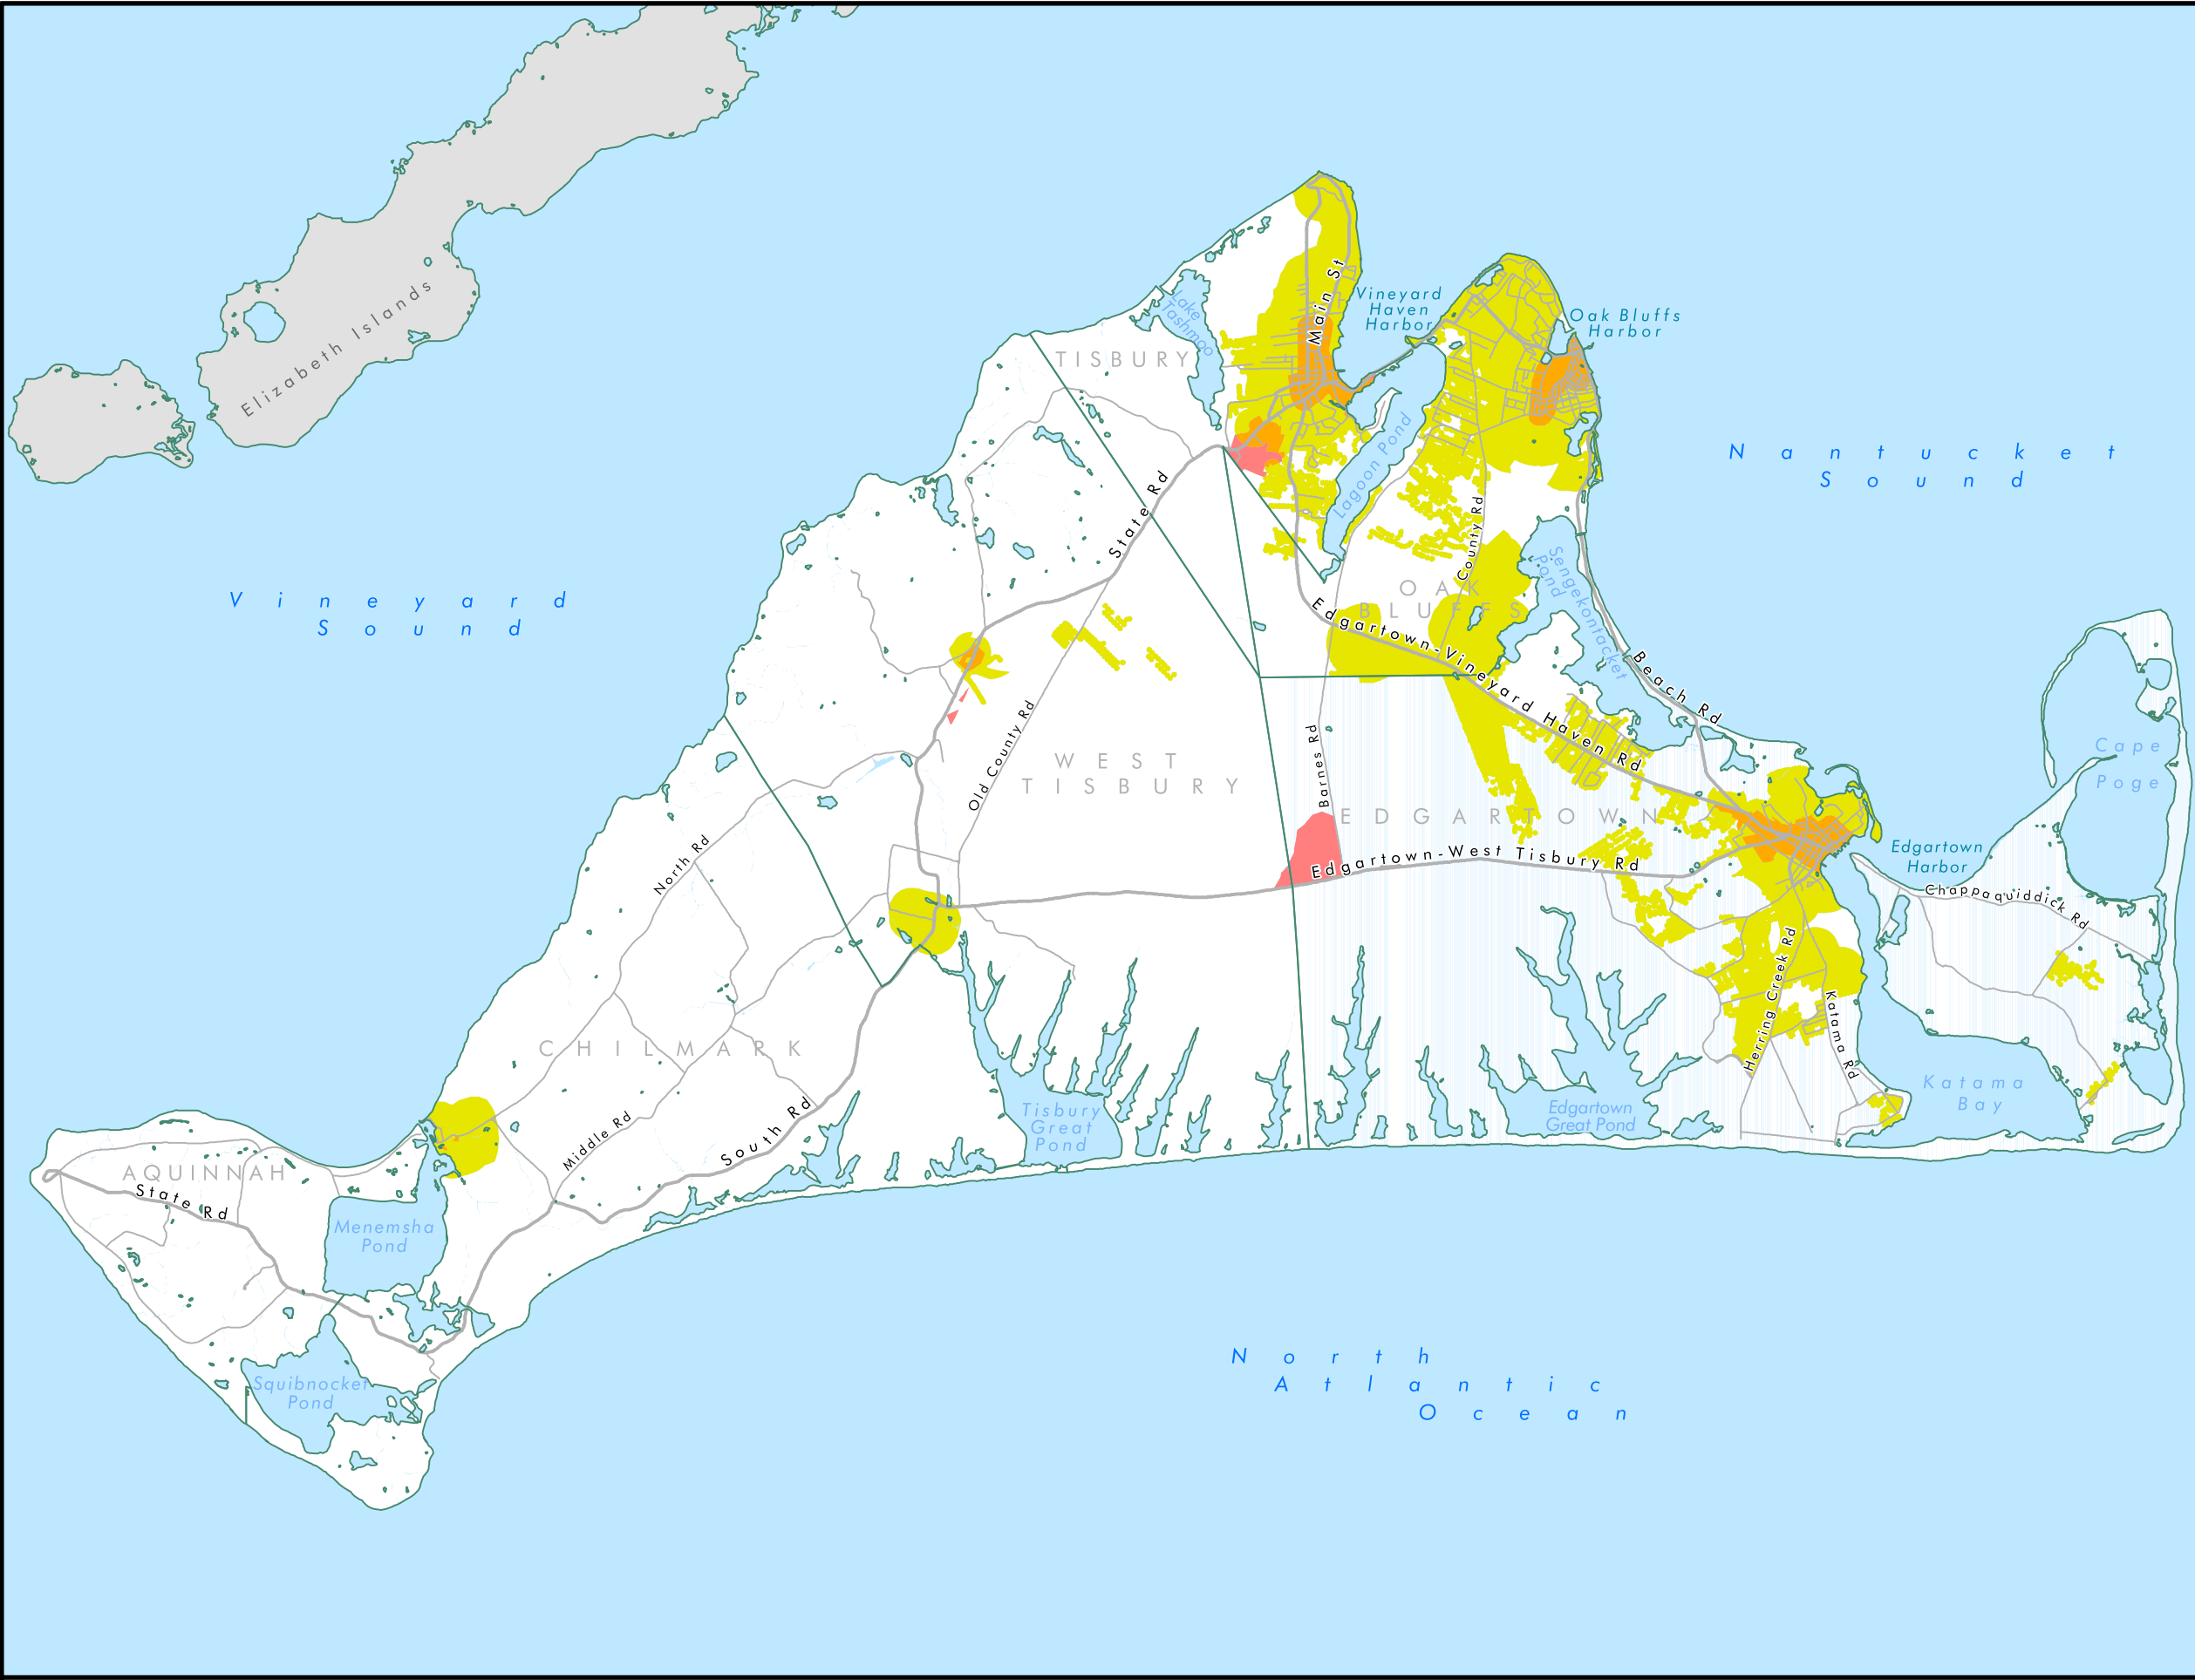 Elizabeth Islands
Vineyard
Haven
Harbor
Oak Bluffs
Harbor
Lake
Tashmoo
Main St
TISBURY
Lagoon Pond
Nantucket
Sound
State Rd
County Rd
Vineyard
Sound
OAK
BLUFFS
Sengekontacket
Pond
Edgartown-Vineyard Haven Rd
Beach Rd
Old County Rd
WEST
TISBURY
Barnes Rd
EDGARTOWN
Cape
Poge
North Rd
Edgartown-West Tisbury Rd
Edgartown
Harbor
Chappaquiddick Rd
Herring Creek Rd
Katama Rd
CHILMARK
Middle Rd
South Rd
Tisbury
Great
Pond
Edgartown
Great Pond
Katama
Bay
AQUINNAH
State Rd
Menemsha
Pond
Squibnocket
Pond
North
Atlantic
Ocean